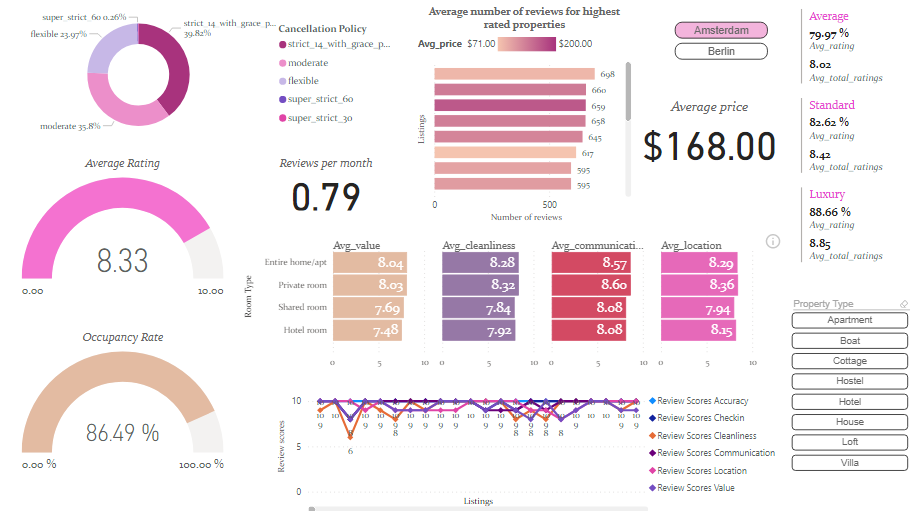 super_strict_60 0.26%
strict_14_with_grace_p...
39.82%
flexible 23.97%
moderate 35.8%
Cancellation Policy
strict_14_with_grace_p...
moderate
flexible
super_strict_60
super_strict_30
Average number of reviews for highest
rated properties
Avg_price $71.00 $200.00
Listings
698
660
659
658
645
617
595
595
0 500
Number of reviews
Amsterdam
Berlin
Average price
$168.00
Average
79.97 %
Avg_rating
8.02
Avg_total_ratings
Standard
82.62 %
Avg_rating
8.42
Avg_total_ratings
Luxury
88.66 %
Avg_rating
8.85
Avg_total_ratings
Average Rating
8.33
0.00 10.00
Reviews per month
0.79
Occupancy Rate
86.49 %
0.00 % 100.00 %
Room Type
Avg_value Avg_cleanliness Avg_communicati... Avg_location
Entire home/apt 8.04 8.28 8.57 8.29
Private room 8.03 8.32 8.60 8.36
Shared room 7.69 7.84 8.08 7.94
Hotel room 7.48 7.92 8.08 8.15
0 5 10 0 5 10 0 5 10 0 5 10
Property Type
Apartment
Boat
Cottage
Hostel
Hotel
House
Loft
Villa
Review scores
10
5
0
Listings
Review Scores Accuracy
Review Scores Checkin
Review Scores Cleanliness
Review Scores Communication
Review Scores Location
Review Scores Value